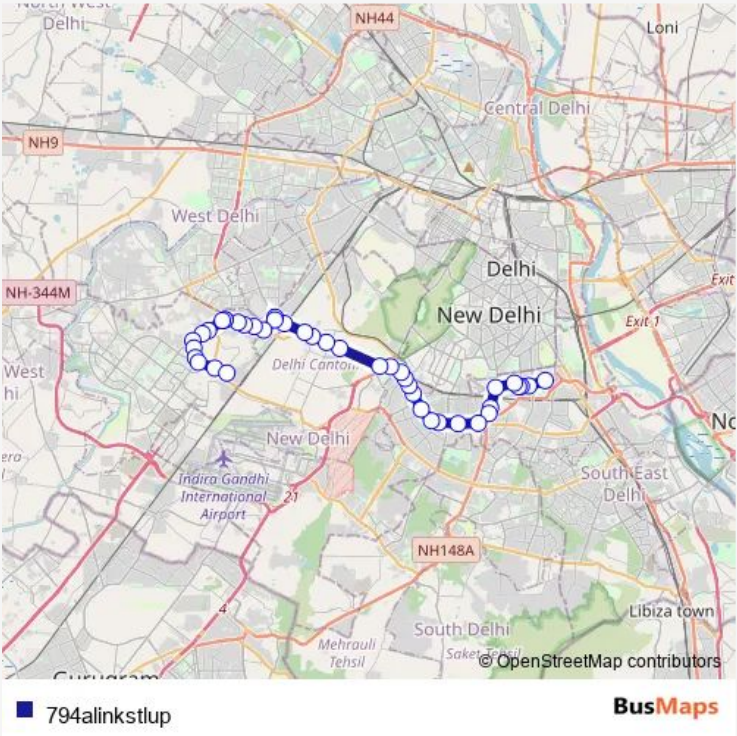 North West
Delhi
NH44
Loni
Central Delhi
NH9
West Delhi
Delhi
NH-344M
Exit
New Delhi
Exit 1
West
hi
Delhi Canton
No
New Delhi
era
Indira Gandhi
International
Airport
21
South East
Delhi
NH148A
4
Libiza town
South Delhi
Mehrauli
Tehsil
Saket Tehsil
© OpenStreetMap contributors
Gurugram
794alinkstlup
BusMaps